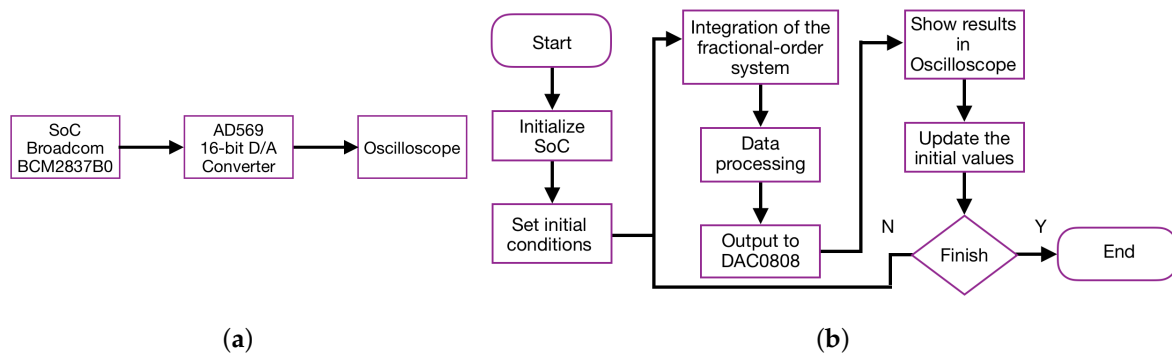 SoC
Broadcom
BCM2837B0
AD569
16-bit D/A
Converter
Oscilloscope
(a)
Start
Initialize
SoC
Set initial
conditions
Integration of the
fractional-order
system
Data
processing
Output to
DAC0808
Show results
in
Oscilloscope
Update the
initial values
N
Finish
Y
End
(b)